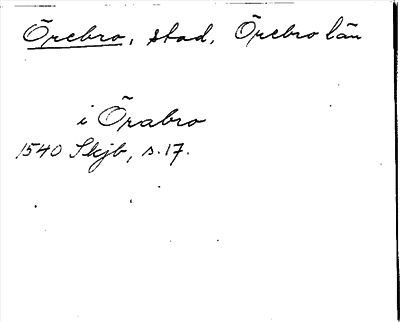 Örebro, stad, Örebro län
i Örabro
1540 Skjb, s. 17.